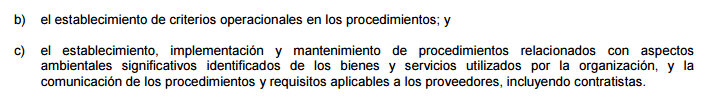 b) el establecimiento de criterios operacionales en los procedimientos; y
c) el establecimiento, implementación y mantenimiento de procedimientos relacionados con aspectos
ambientales significativos identificados de los bienes y servicios utilizados por la organización, y la
comunicación de los procedimientos y requisitos aplicables a los proveedores, incluyendo contratistas.